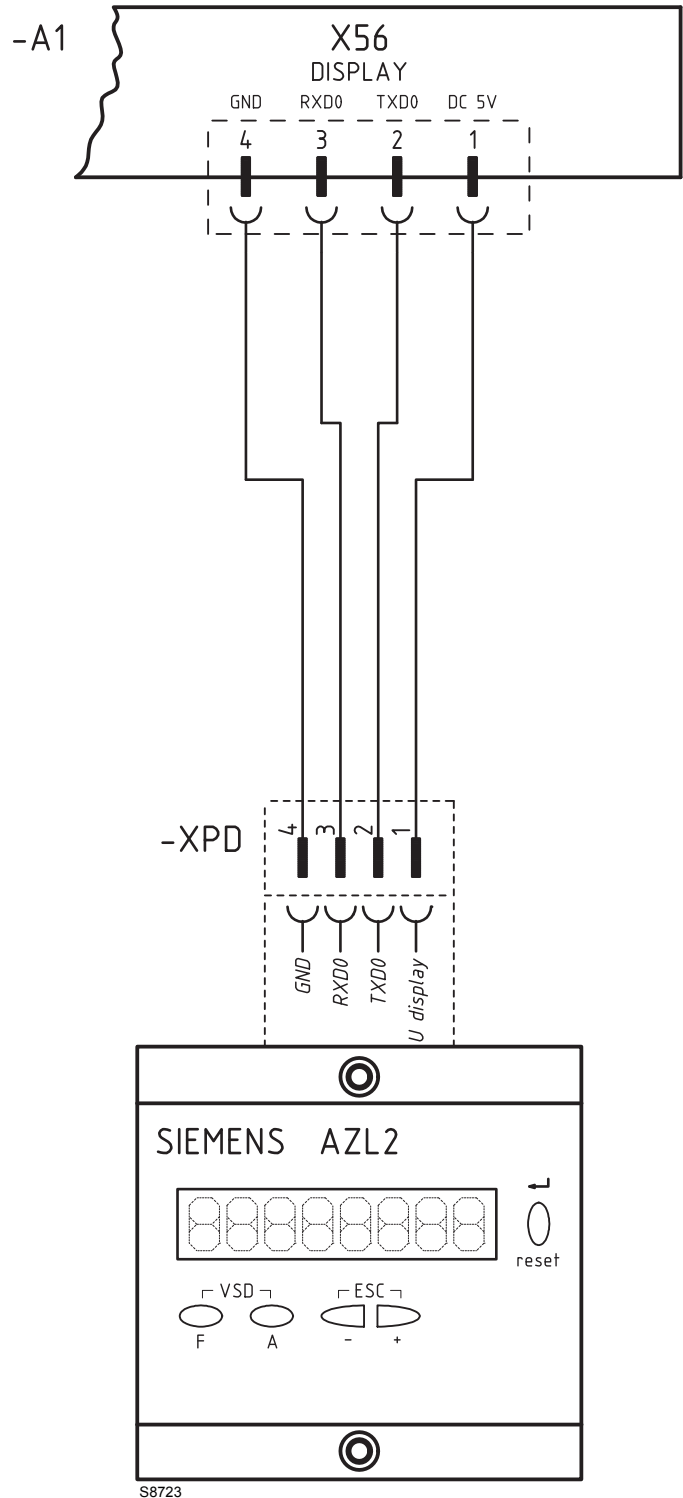 -A1
X56
DISPLAY
GND RXD0 TXD0 DC 5V
4 3 2 1
-XPD
4 3 2 1
GND RXD0 TXD0 U display
SIEMENS AZL2
reset
VSD ESC
F A - +
S8723